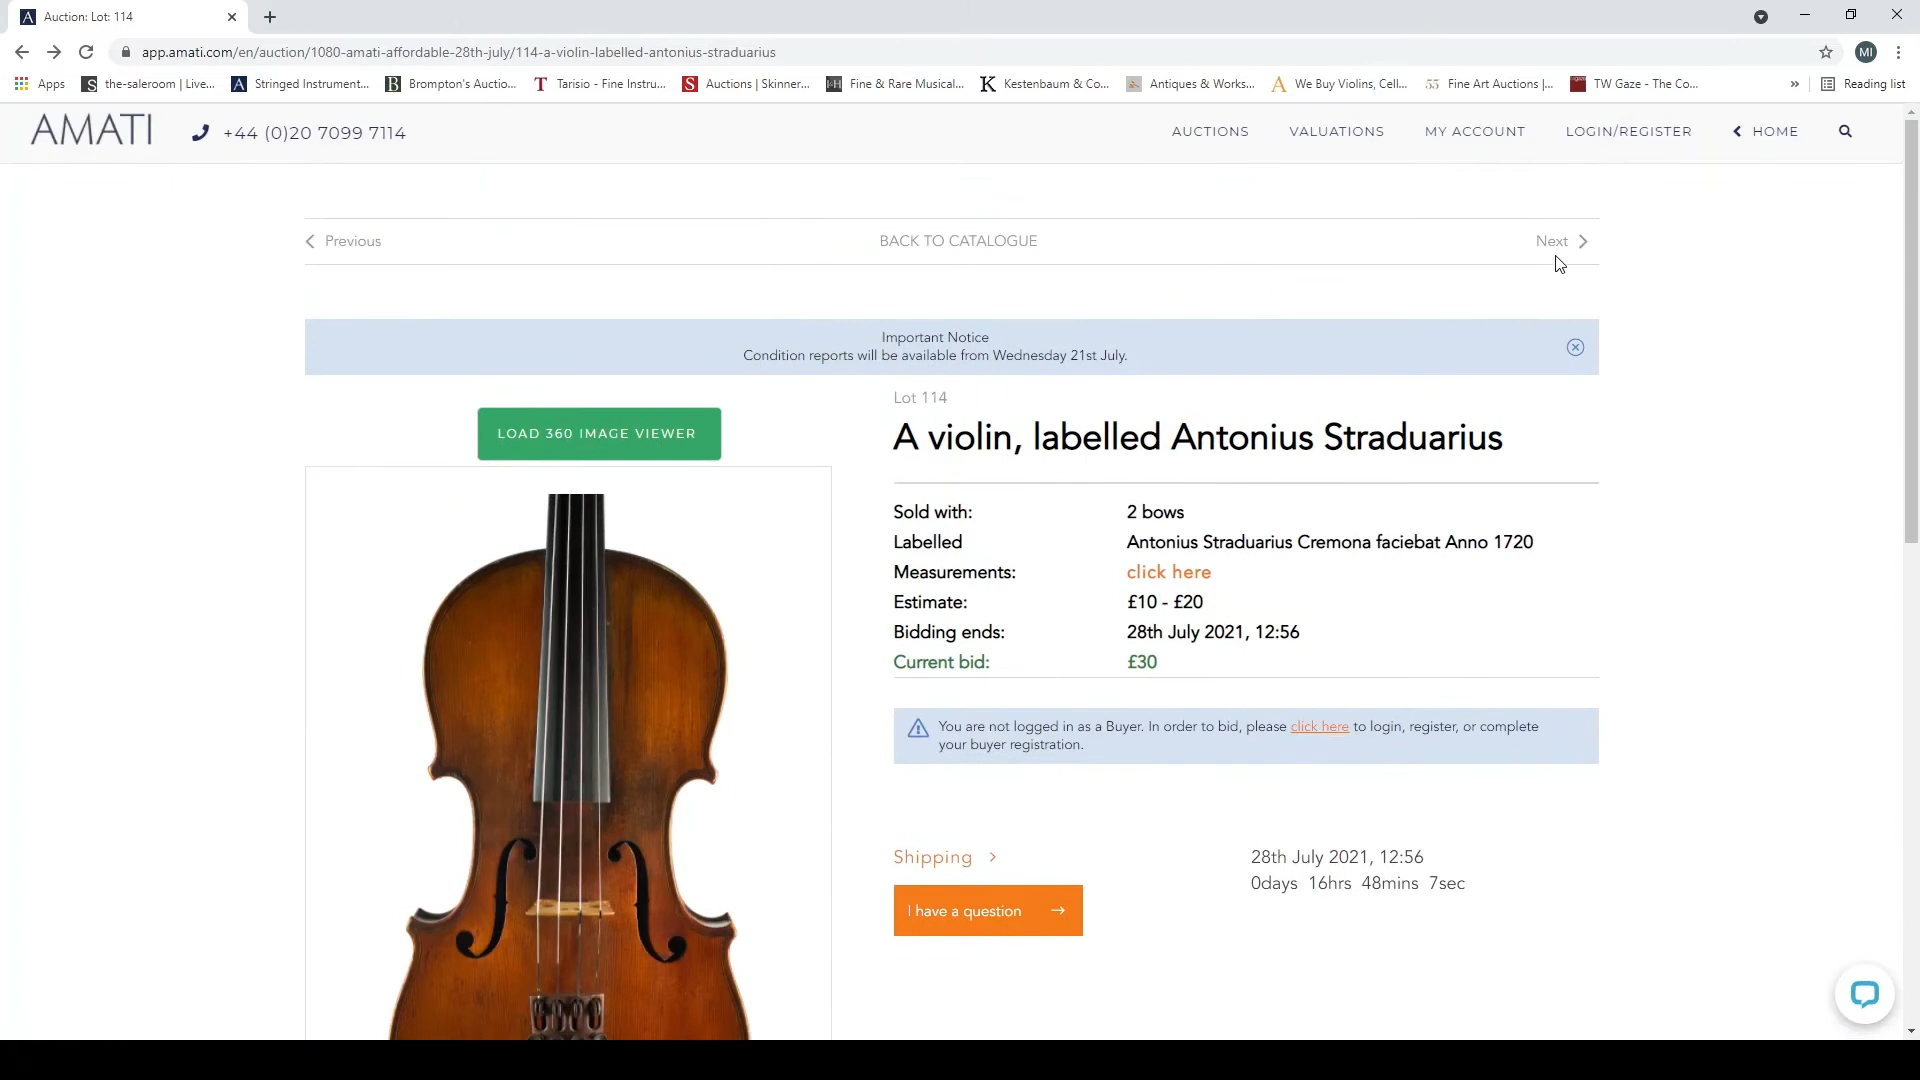 Auction: Lot: 114
app.amati.com/en/auction/1080-amati-affordable-28th-july/114-a-violin-labelled-antonius-straduarius
MI
Apps
the-saleroom | Live...
Stringed Instrument...
Brompton's Auctio...
Tarisio - Fine Instru...
Auctions | Skinner...
Fine & Rare Musical...
Kestenbaum & Co...
Antiques & Works...
We Buy Violins, Cell...
Fine Art Auctions |...
TW Gaze - The Co...
»
Reading list
AMATI
+44 (0)20 7099 7114
AUCTIONS
VALUATIONS
MY ACCOUNT
LOGIN/REGISTER
HOME
Previous
BACK TO CATALOGUE
Next
Important Notice
Condition reports will be available from Wednesday 21st July.
LOAD 360 IMAGE VIEWER
Lot 114
A violin, labelled Antonius Straduarius
Sold with: 2 bows
Labelled Antonius Straduarius Cremona faciebat Anno 1720
Measurements: click here
Estimate: £10 - £20
Bidding ends: 28th July 2021, 12:56
Current bid: £30
You are not logged in as a Buyer. In order to bid, please click here to login, register, or complete
your buyer registration.
Shipping
28th July 2021, 12:56
0days 16hrs 48mins 7sec
I have a question